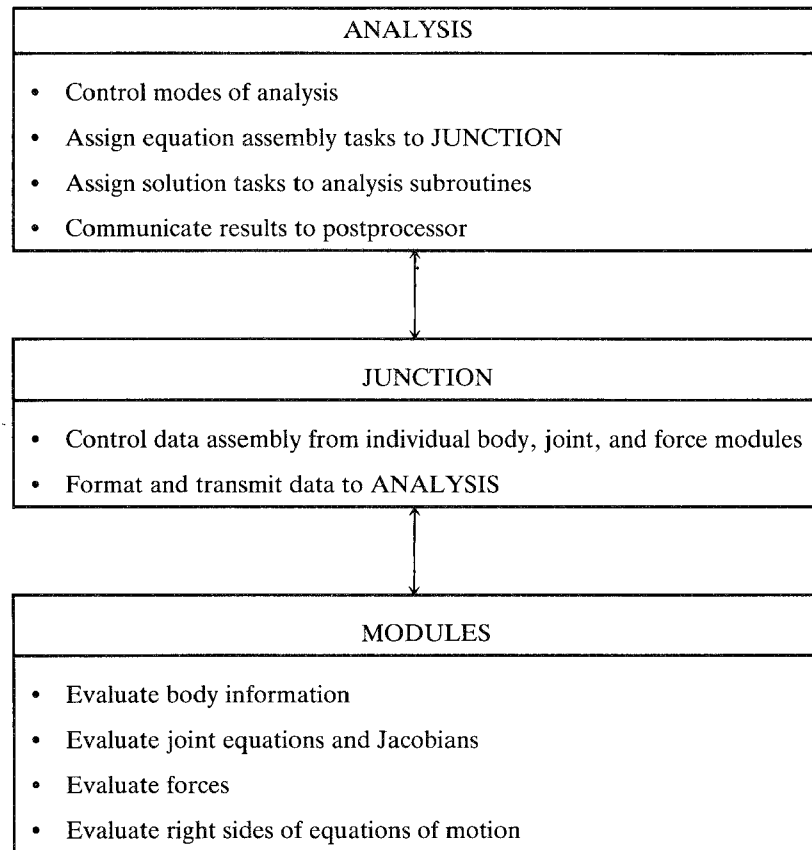 ANALYSIS
• Control modes of analysis
• Assign equation assembly tasks to JUNCTION
• Assign solution tasks to analysis subroutines
• Communicate results to postprocessor
JUNCTION
• Control data assembly from individual body, joint, and force modules
• Format and transmit data to ANALYSIS
MODULES
• Evaluate body information
• Evaluate joint equations and Jacobians
• Evaluate forces
• Evaluate right sides of equations of motion